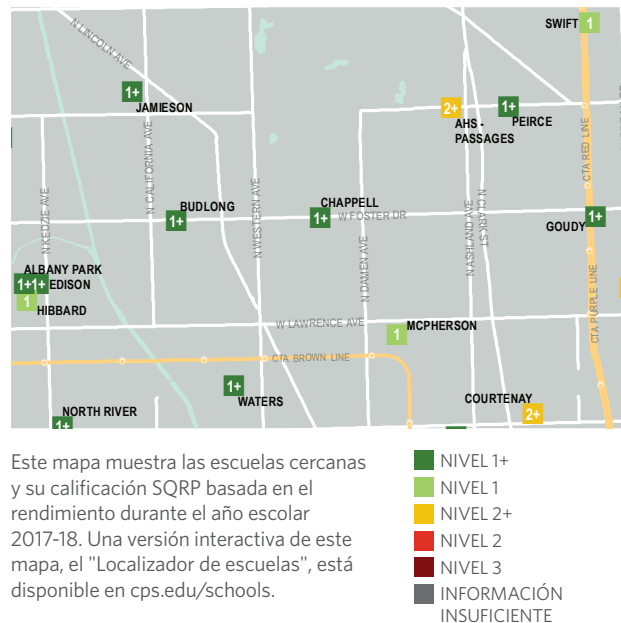 SWIFT 1
N LINCOLN AVE
1+
JAMIESON
2+
AHS -
PASSAGES
1+
PEIRCE
CTA RED LINE
N KEDZIE AVE
N CALIFORNIA AVE
BUDLONG
1+
N WESTERN AVE
CHAPPELL
1+
W FOSTER DR
N DAMEN AVE
N ASHLAND AVE
N CLARK ST
GOUDY 1+
ALBANY PARK
1+1+ EDISON
1 HIBBARD
W LAWRENCE AVE
1 MCPHERSON
CTA PURPLE LINE
CTA BROWN LINE
1+
WATERS
COURTENAY
2+
NORTH RIVER
1+
Este mapa muestra las escuelas cercanas
y su calificación SQRP basada en el
rendimiento durante el año escolar
2017-18. Una versión interactiva de este
mapa, el "Localizador de escuelas", está
disponible en cps.edu/schools.
NIVEL 1+
NIVEL 1
NIVEL 2+
NIVEL 2
NIVEL 3
INFORMACIÓN
INSUFICIENTE